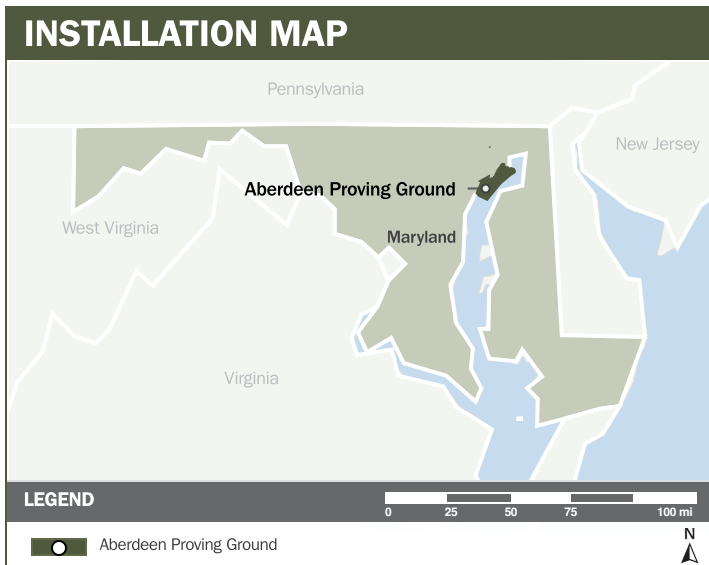 INSTALLATION MAP
Pennsylvania
New Jersey
Aberdeen Proving Ground
West Virginia
Maryland
Virginia
LEGEND
0 25 50 75 100 mi
Aberdeen Proving Ground
N